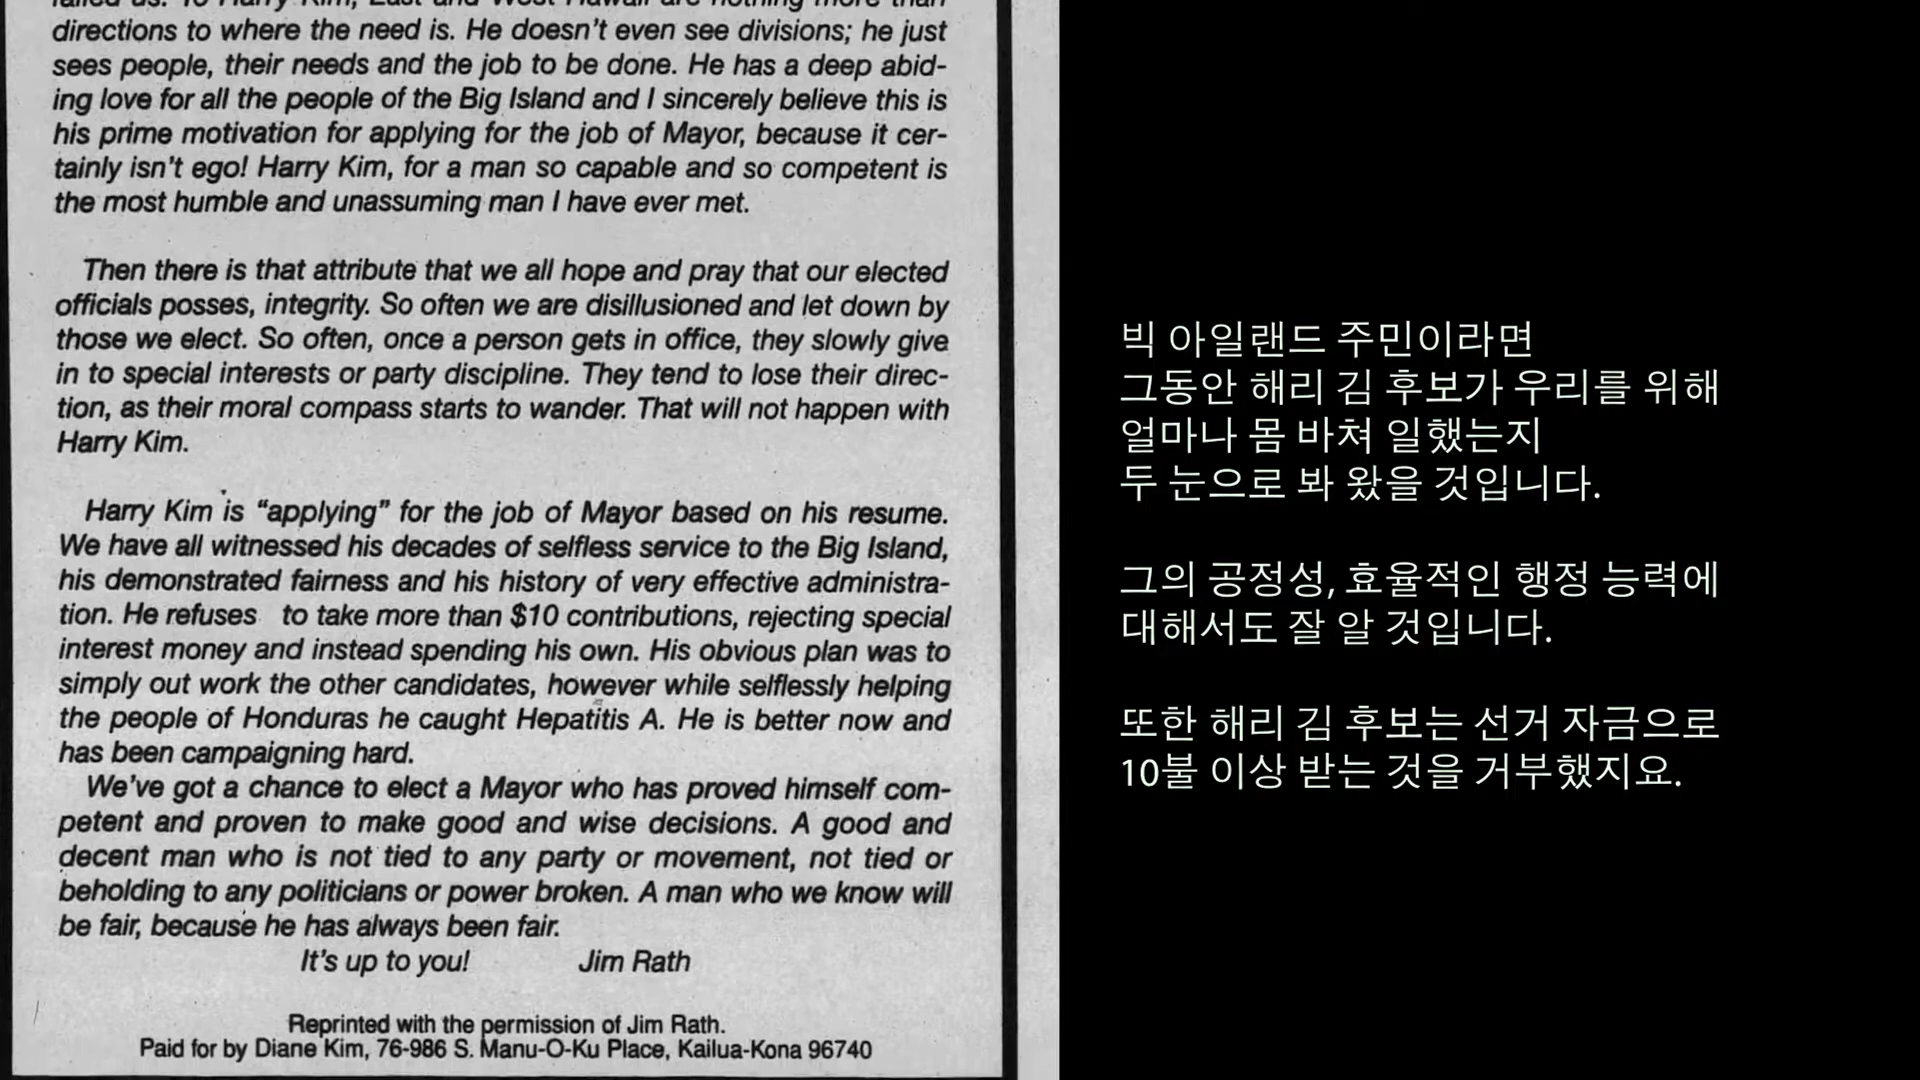 failed us. To Harry Kim, East and West Hawaii are nothing more than
directions to where the need is. He doesn't even see divisions; he just
sees people, their needs and the job to be done. He has a deep abid-
ing love for all the people of the Big Island and I sincerely believe this is
his prime motivation for applying for the job of Mayor, because it cer-
tainly isn't ego! Harry Kim, for a man so capable and so competent is
the most humble and unassuming man I have ever met.
Then there is that attribute that we all hope and pray that our elected
officials posses, integrity. So often we are disillusioned and let down by
those we elect. So often, once a person gets in office, they slowly give
in to special interests or party discipline. They tend to lose their direc-
tion, as their moral compass starts to wander. That will not happen with
Harry Kim.
Harry Kim is “applying” for the job of Mayor based on his resume.
We have all witnessed his decades of selfless service to the Big Island,
his demonstrated fairness and his history of very effective administra-
tion. He refuses to take more than $10 contributions, rejecting special
interest money and instead spending his own. His obvious plan was to
simply out work the other candidates, however while selflessly helping
the people of Honduras he caught Hepatitis A. He is better now and
has been campaigning hard.
We've got a chance to elect a Mayor who has proved himself com-
petent and proven to make good and wise decisions. A good and
decent man who is not tied to any party or movement, not tied or
beholding to any politicians or power broken. A man who we know will
be fair, because he has always been fair.
It's up to you! Jim Rath
Reprinted with the permission of Jim Rath.
Paid for by Diane Kim, 76-986 S. Manu-O-Ku Place, Kailua-Kona 96740
빅 아일랜드 주민이라면
그동안 해리 김 후보가 우리를 위해
얼마나 몸 바쳐 일했는지
두 눈으로 봐 왔을 것입니다.
그의 공정성, 효율적인 행정 능력에
대해서도 잘 알 것입니다.
또한 해리 김 후보는 선거 자금으로
10불 이상 받는 것을 거부했지요.